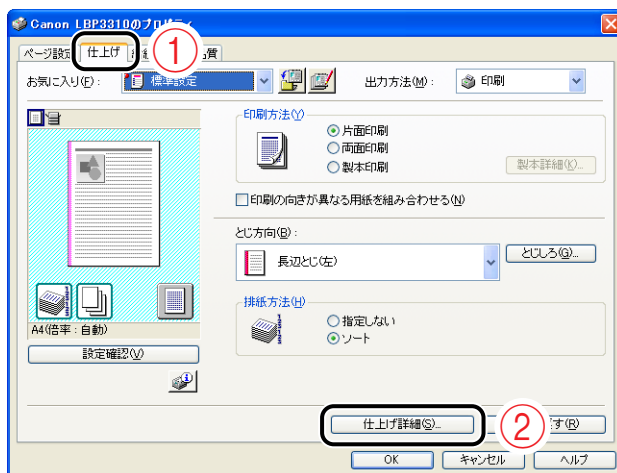 Canon LBP3310のプロパティ
ページ設定 仕上げ 品質
①
お気に入り(F): 標準設定 出力方法(M): 印刷
印刷方法(Y)
片面印刷
両面印刷
製本印刷 製本詳細(K)...
印刷の向きが異なる用紙を組み合わせる(N)
とじ方向(B):
長辺とじ(左) とじしろ(G)...
排紙方法(H)
指定しない
ソート
A4(倍率:自動)
設定確認(V)
仕上げ詳細(S)... ② す(R)
OK キャンセル ヘルプ